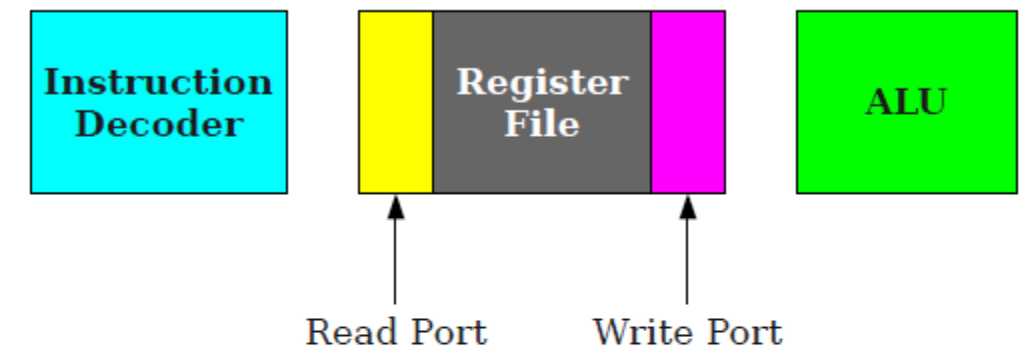 Instruction
Decoder
Register
File
ALU
Read Port
Write Port